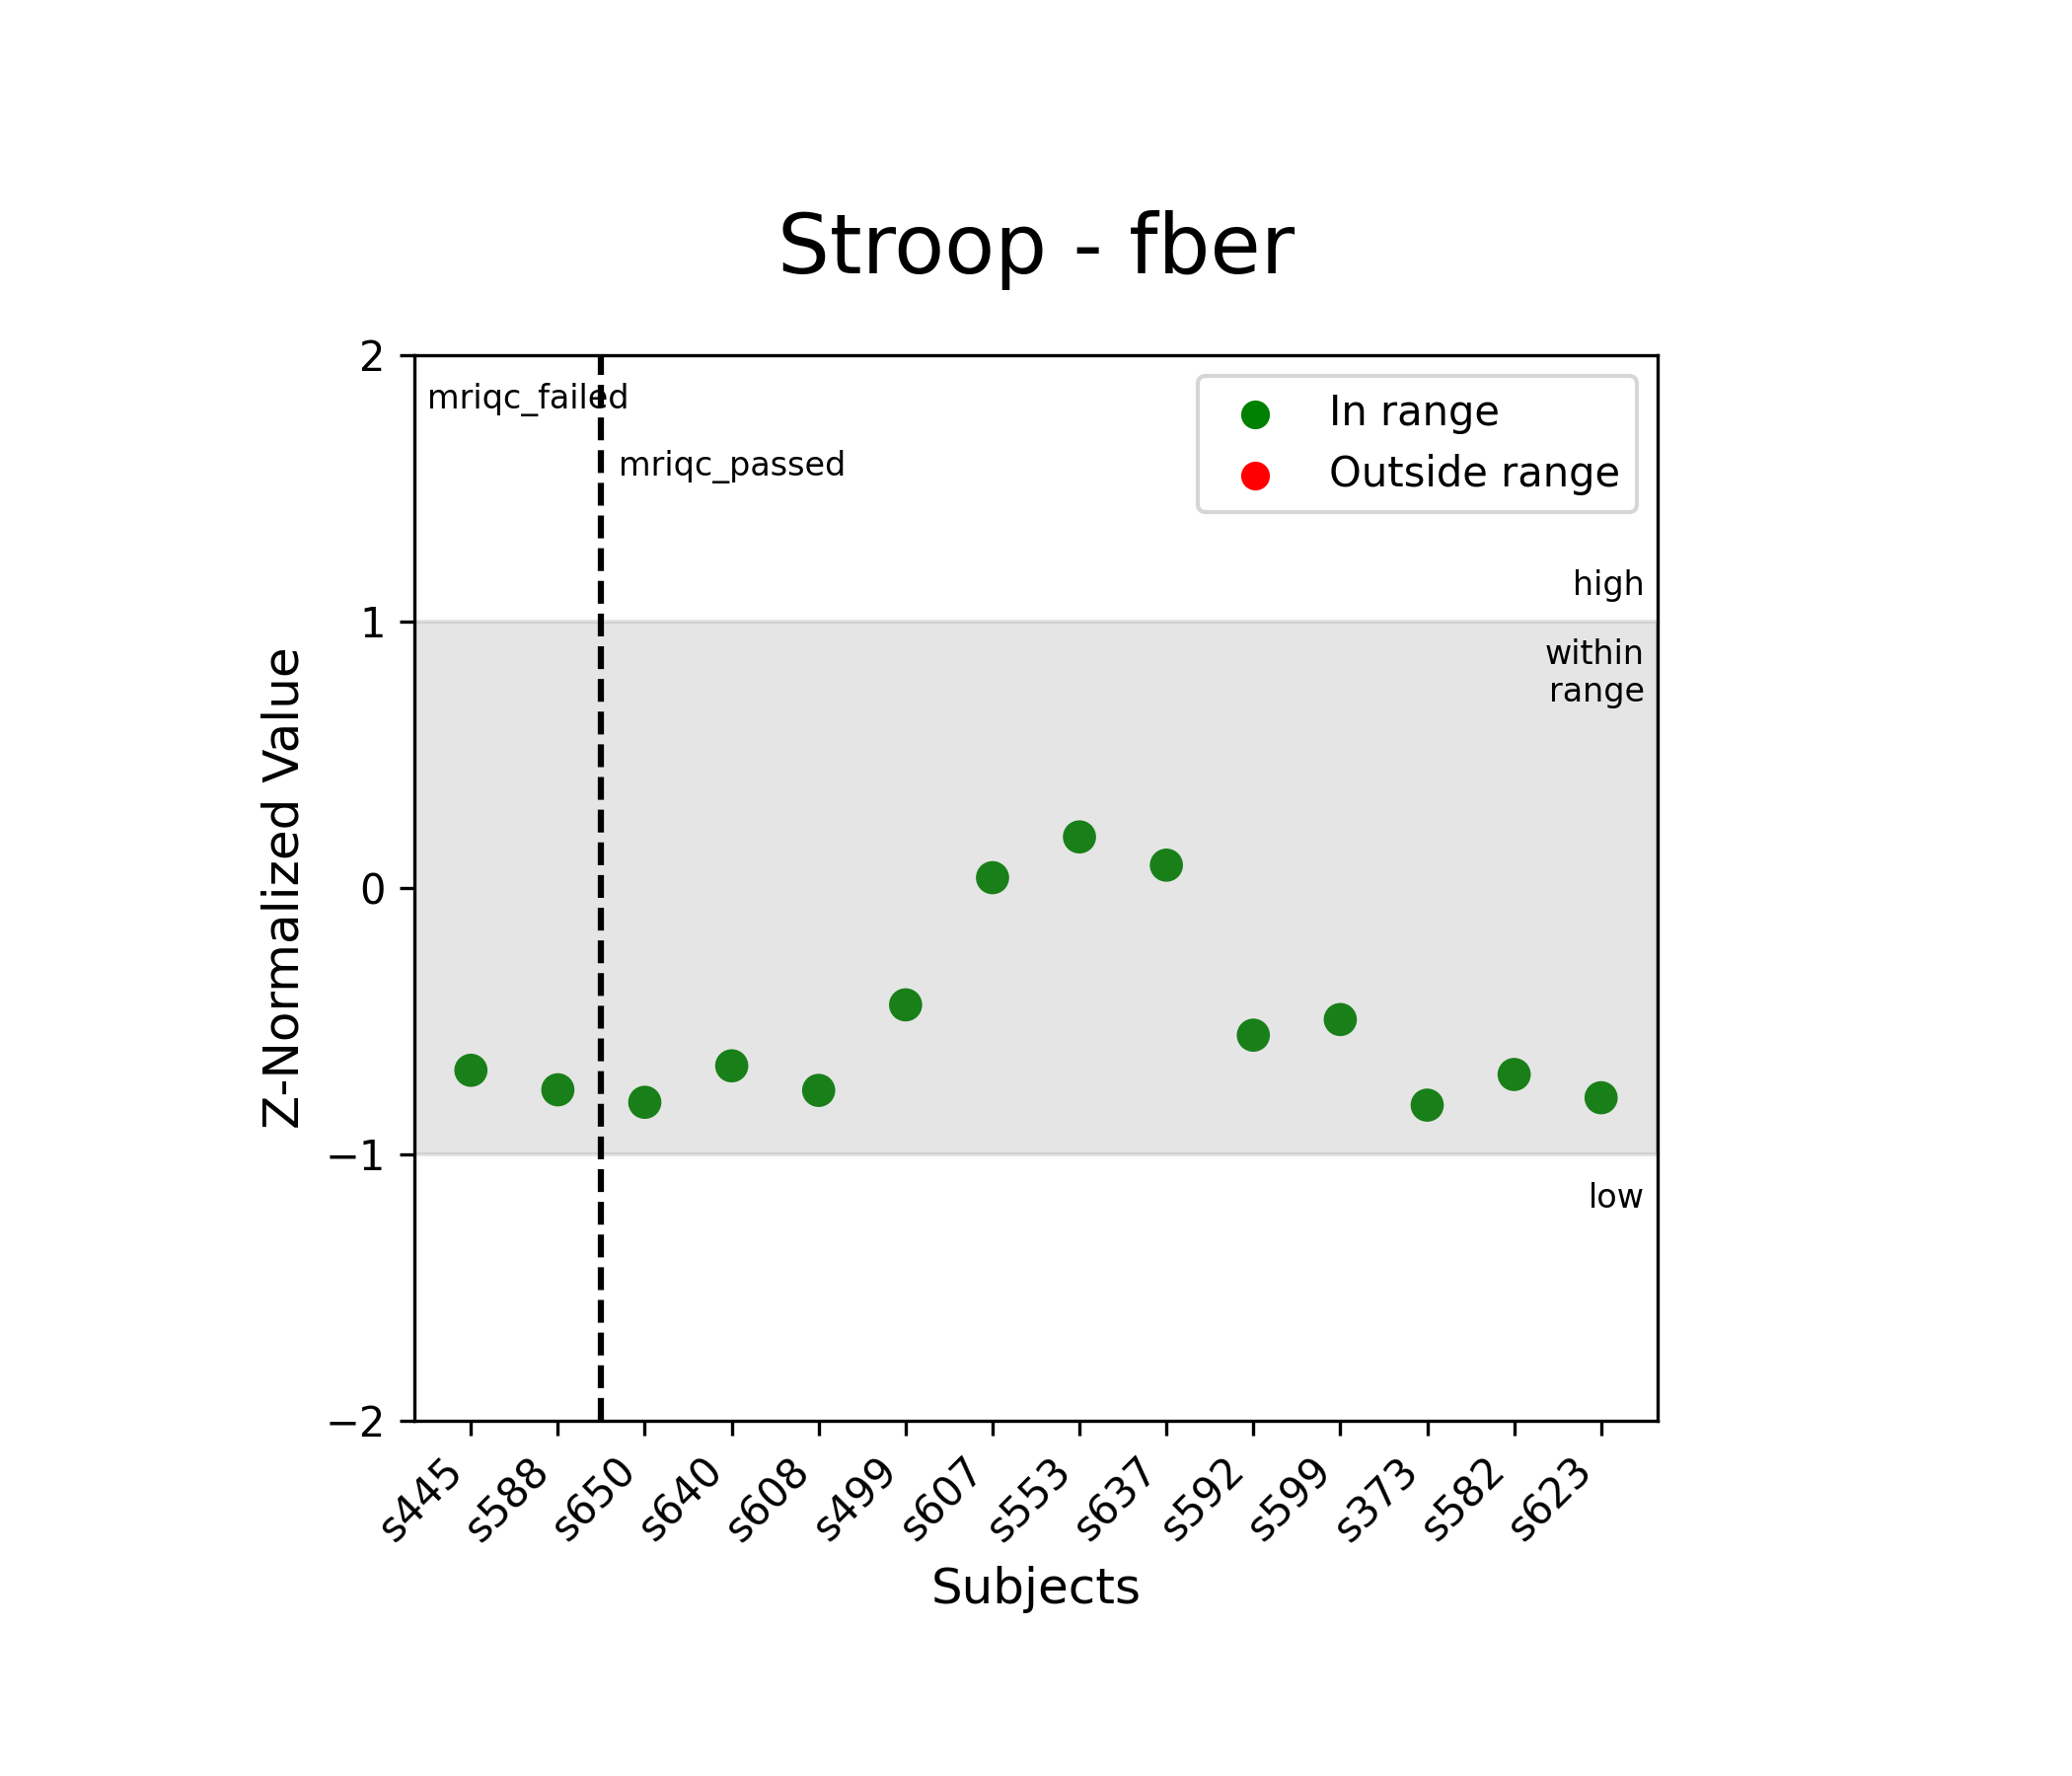 Stroop - fber
2
mriqc_failed
In range
mriqc_passed
Outside range
high
1
within
range
Z-Normalized Value
0
−1
low
−2
s445
s588
s650
s640
s608
s499
s607
s553
s637
s592
s599
s373
s582
s623
Subjects